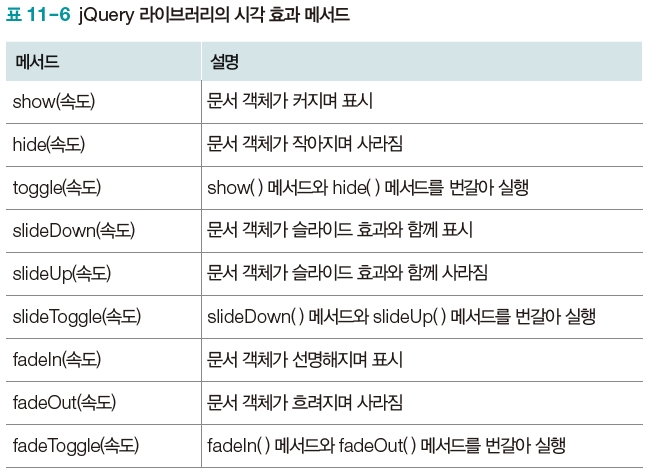 표 11-6 jQuery 라이브러리의 시각 효과 메서드
메서드 설명
show(속도) 문서 객체가 커지며 표시
hide(속도) 문서 객체가 작아지며 사라짐
toggle(속도) show( ) 메서드와 hide( ) 메서드를 번갈아 실행
slideDown(속도) 문서 객체가 슬라이드 효과와 함께 표시
slideUp(속도) 문서 객체가 슬라이드 효과와 함께 사라짐
slideToggle(속도) slideDown( ) 메서드와 slideUp( ) 메서드를 번갈아 실행
fadeIn(속도) 문서 객체가 선명해지며 표시
fadeOut(속도) 문서 객체가 흐려지며 사라짐
fadeToggle(속도) fadeIn( ) 메서드와 fadeOut( ) 메서드를 번갈아 실행